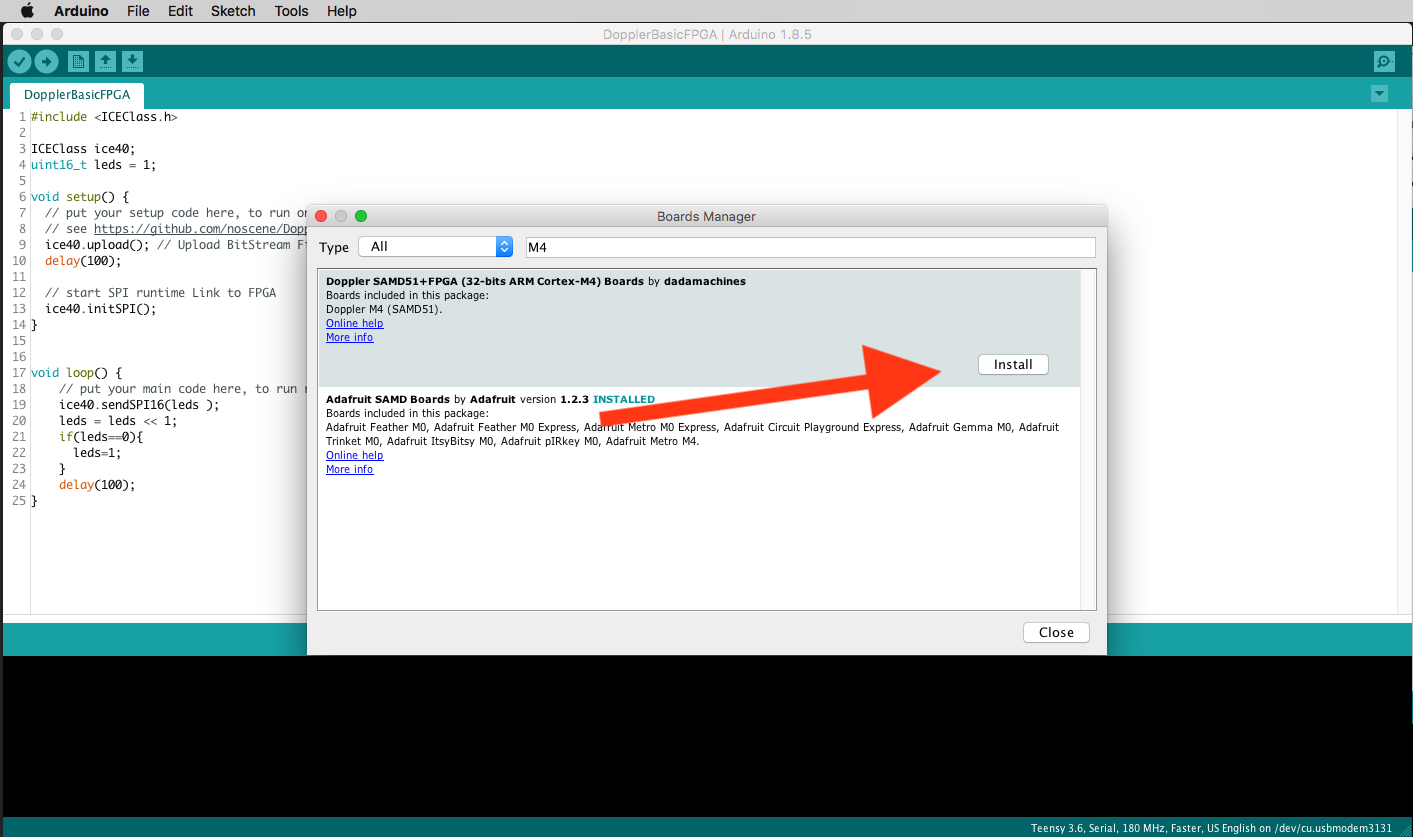 Arduino File Edit Sketch Tools Help
DopplerBasicFPGA | Arduino 1.8.5
DopplerBasicFPGA
1 #include <ICEClass.h>
2
3 ICEClass ice40;
4 uint16_t leds = 1;
5
6 void setup() {
7 // put your setup code here, to run on
8 // see https://github.com/noscene/Dopp
9 ice40.upload(); // Upload BitStream Fi
10 delay(100);
11
12 // start SPI runtime Link to FPGA
13 ice40.initSPI();
14 }
15
16
17 void loop() {
18 // put your main code here, to run r
19 ice40.sendSPI16(leds );
20 leds = leds << 1;
21 if(leds==0){
22 leds=1;
23 }
24 delay(100);
25 }
Boards Manager
Type All M4
Doppler SAMD51+FPGA (32-bits ARM Cortex-M4) Boards by dadamachines
Boards included in this package:
Doppler M4 (SAMD51).
Online help
More info
Install
Adafruit SAMD Boards by Adafruit version 1.2.3 INSTALLED
Boards included in this package:
Adafruit Feather M0, Adafruit Feather M0 Express, Adafruit Metro M0 Express, Adafruit Circuit Playground Express, Adafruit Gemma M0, Adafruit
Trinket M0, Adafruit ItsyBitsy M0, Adafruit pIRkey M0, Adafruit Metro M4.
Online help
More info
Close
Teensy 3.6, Serial, 180 MHz, Faster, US English on /dev/cu.usbmodem3131